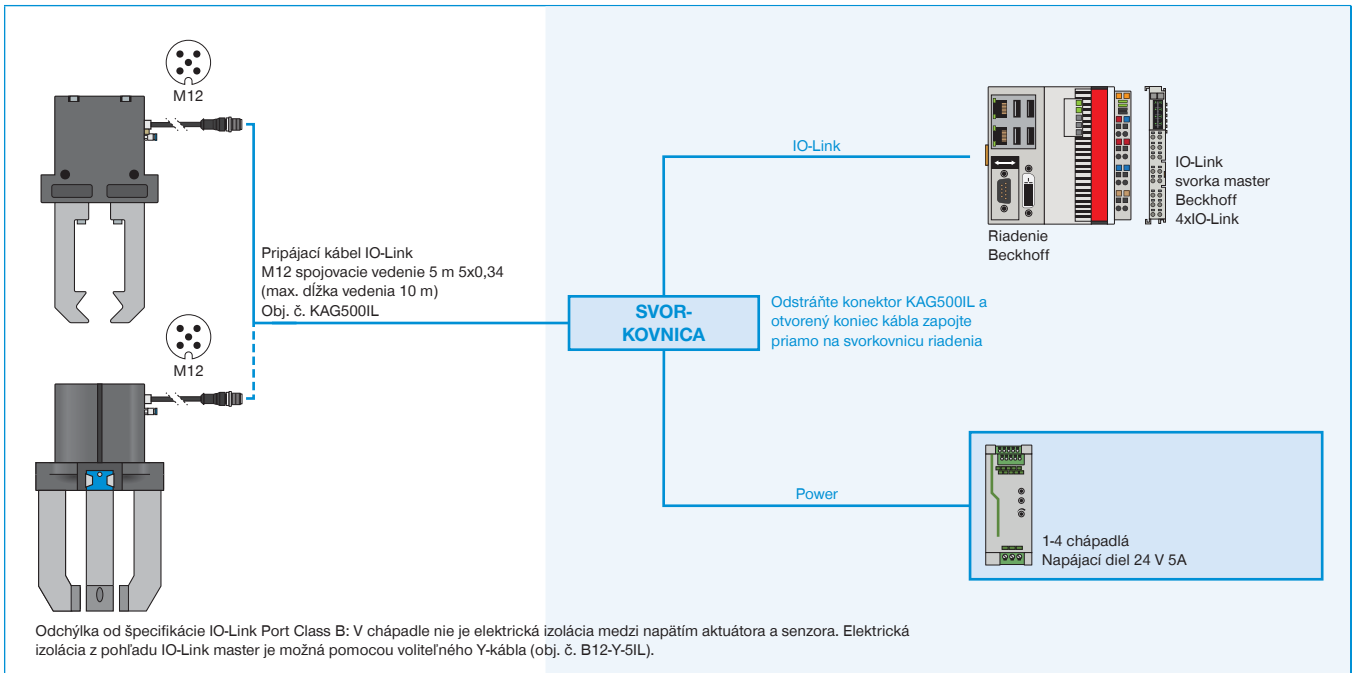 M12
Pripájací kábel IO-Link
M12 spojovacie vedenie 5 m 5x0,34
(max. dĺžka vedenia 10 m)
Obj. č. KAG500IL
M12
SVOR-
KOVNICA
Odstráňte konektor KAG500IL a
otvorený koniec kábla zapojte
priamo na svorkovnicu riadenia
IO-Link
Riadenie
Beckhoff
IO-Link
svorka master
Beckhoff
4xIO-Link
Power
1-4 chápadlá
Napájací diel 24 V 5A
Odchýlka od špecifikácie IO-Link Port Class B: V chápadle nie je elektrická izolácia medzi napätím aktuátora a senzora. Elektrická
izolácia z pohľadu IO-Link master je možná pomocou voliteľného Y-kábla (obj. č. B12-Y-5IL).